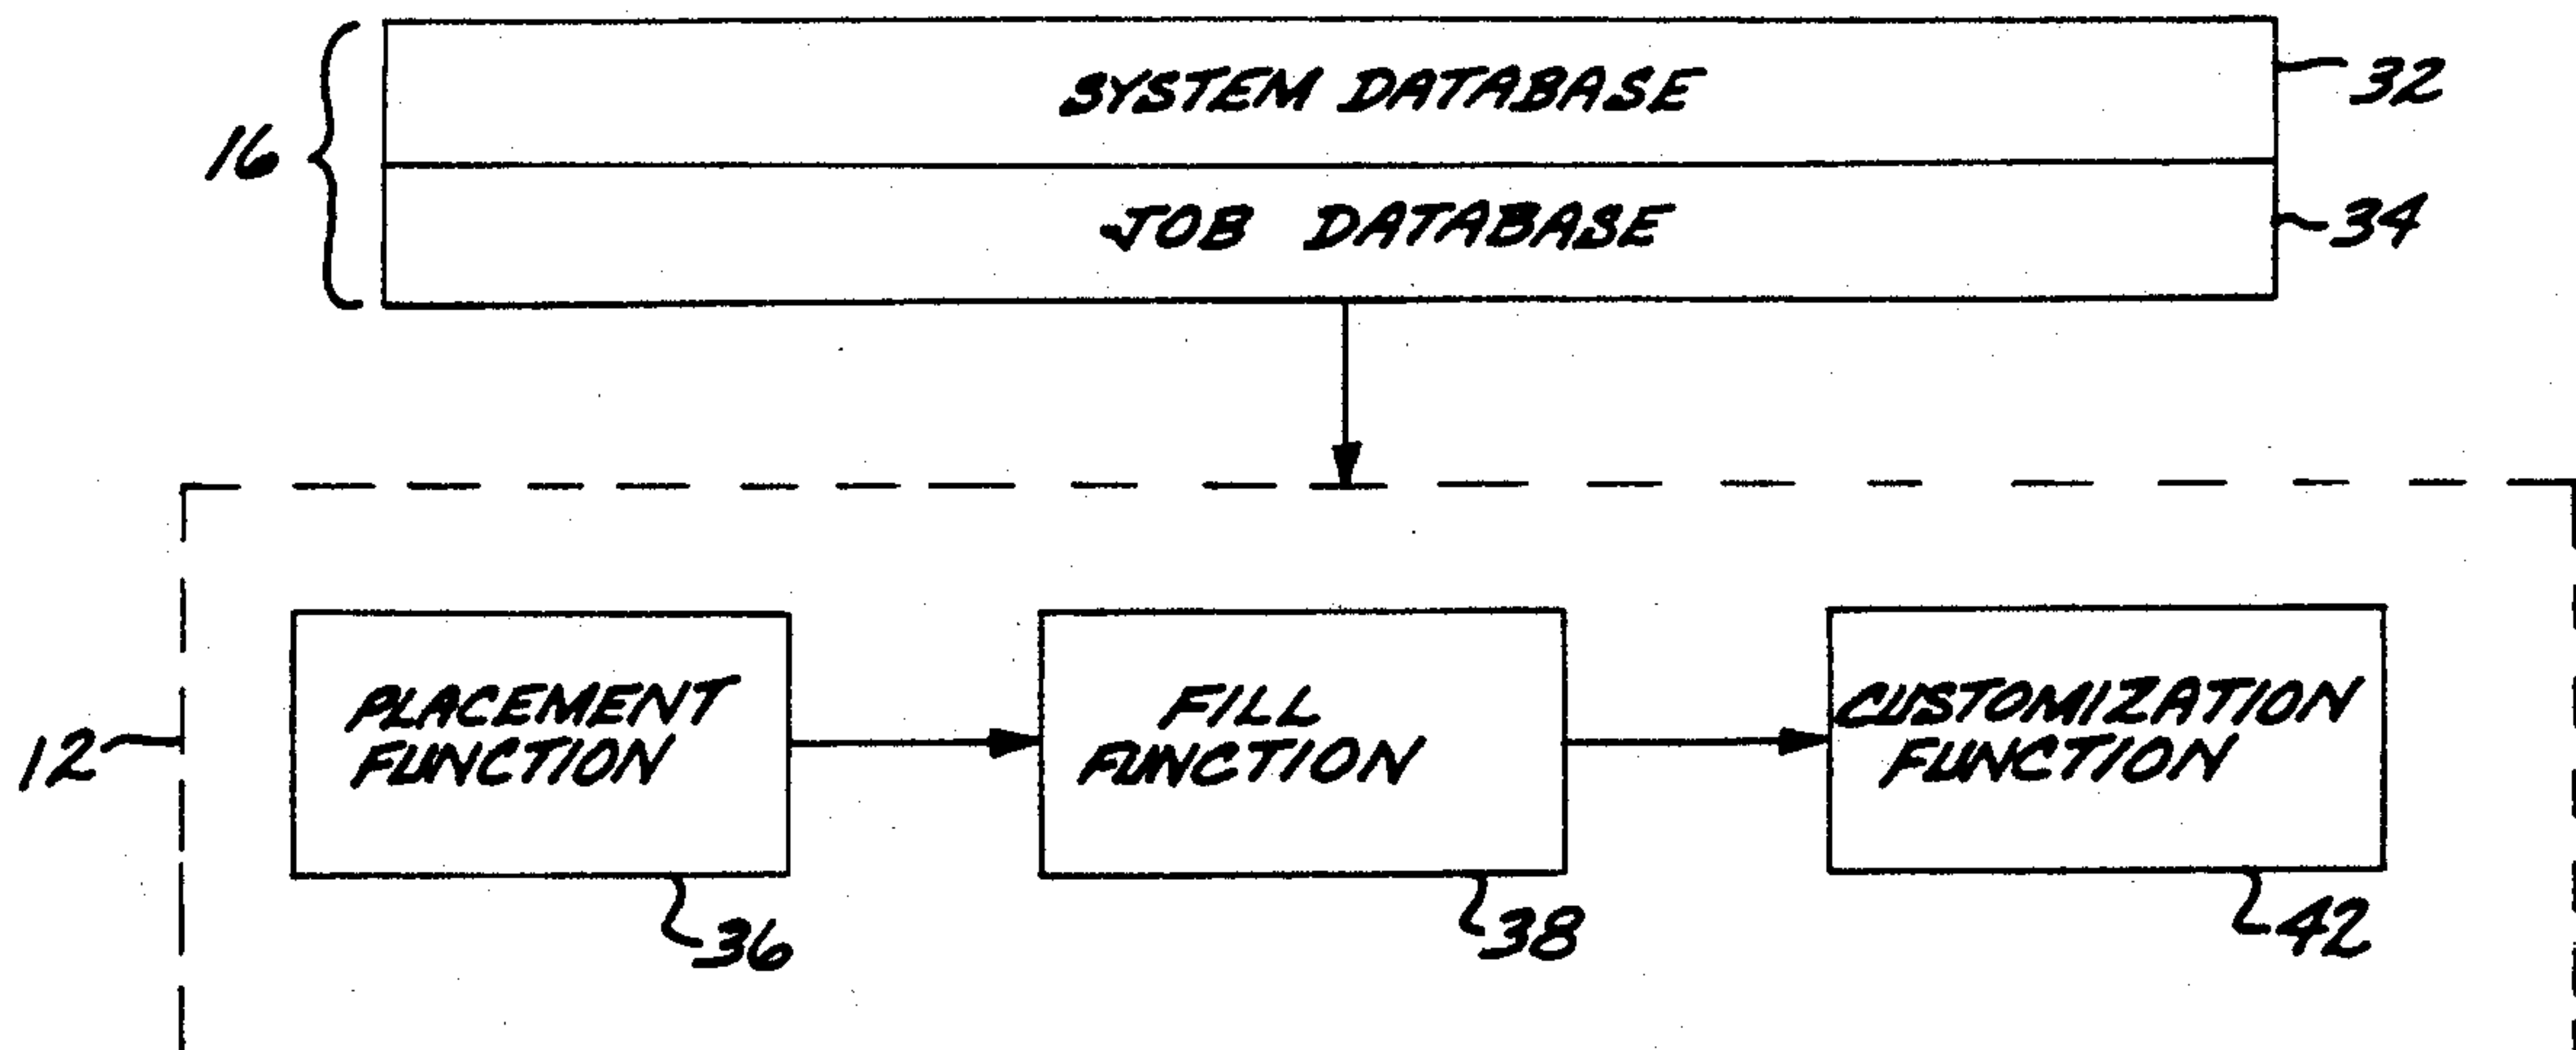 SYSTEM DATABASE
32
16
JOB DATABASE
34
12
PLACEMENT
FUNCTION
36
FILL
FUNCTION
38
CUSTOMIZATION
FUNCTION
42